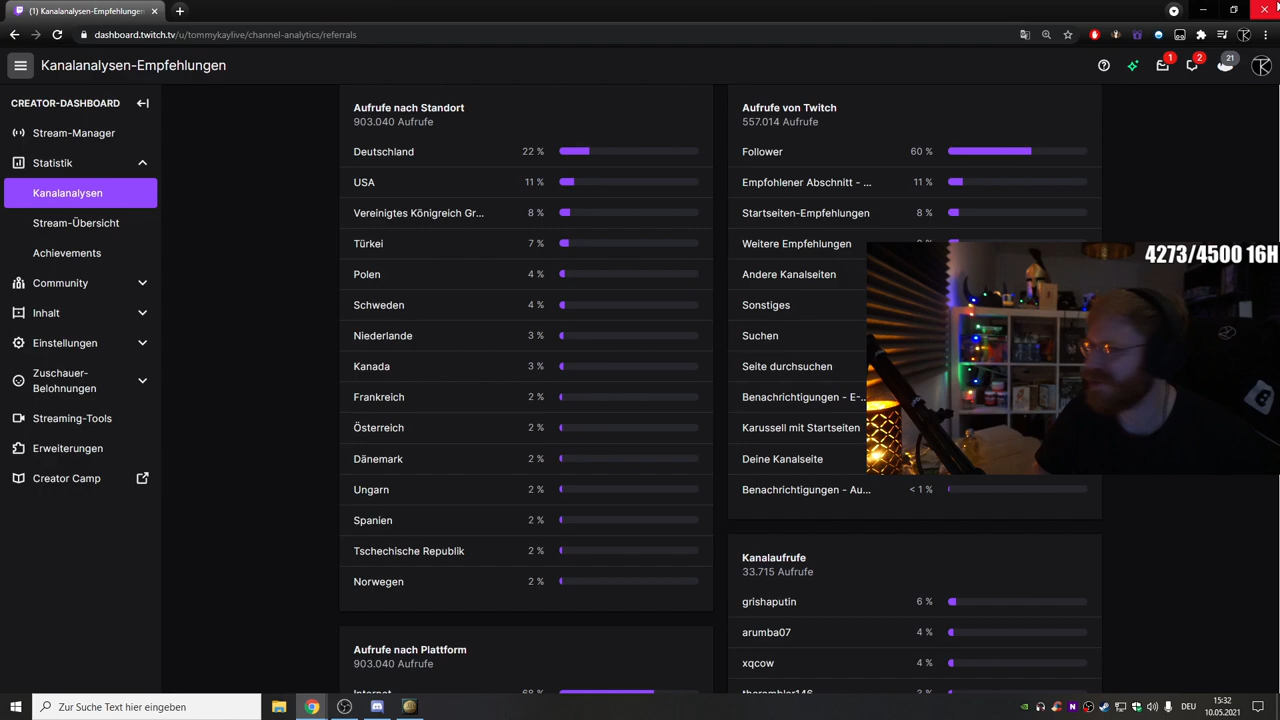 (1) Kanalanalysen-Empfehlungen
dashboard.twitch.tv/u/tommykaylive/channel-analytics/referrals
Kanalanalysen-Empfehlungen
1
2
21
CREATOR-DASHBOARD
Stream-Manager
Statistik
Kanalanalysen
Stream-Übersicht
Achievements
Community
Inhalt
Einstellungen
Zuschauer-
Belohnungen
Streaming-Tools
Erweiterungen
Creator Camp
Aufrufe nach Standort
903.040 Aufrufe
Deutschland 22 %
USA 11 %
Vereinigtes Königreich Gr... 8 %
Türkei 7 %
Polen 4 %
Schweden 4 %
Niederlande 3 %
Kanada 3 %
Frankreich 2 %
Österreich 2 %
Dänemark 2 %
Ungarn 2 %
Spanien 2 %
Tschechische Republik 2 %
Norwegen 2 %
Aufrufe nach Plattform
903.040 Aufrufe
Internet 68 %
Aufrufe von Twitch
557.014 Aufrufe
Follower 60 %
Empfohlener Abschnitt - ... 11 %
Startseiten-Empfehlungen 8 %
Weitere Empfehlungen
Andere Kanalseiten
Sonstiges
Suchen
Seite durchsuchen
Benachrichtigungen - E-...
Karussell mit Startseiten
Deine Kanalseite
Benachrichtigungen - Au... < 1 %
4273/4500 16H
Kanalaufrufe
33.715 Aufrufe
grishaputin 6 %
arumba07 4 %
xqcow 4 %
Zur Suche Text hier eingeben
DEU
15:32
10.05.2021